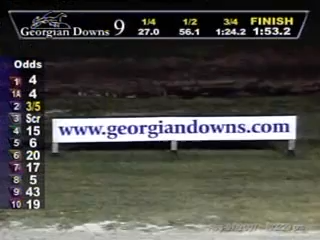 Georgian Downs 9 1/4 1/2 3/4 FINISH
27.0 56.1 1:24.2 1:53.2
Odds
1 4
1A 4
2 3/5
3 Scr
4 15
5 6
6 20
7 17
8 5
9 43
10 19
www.georgiandowns.com